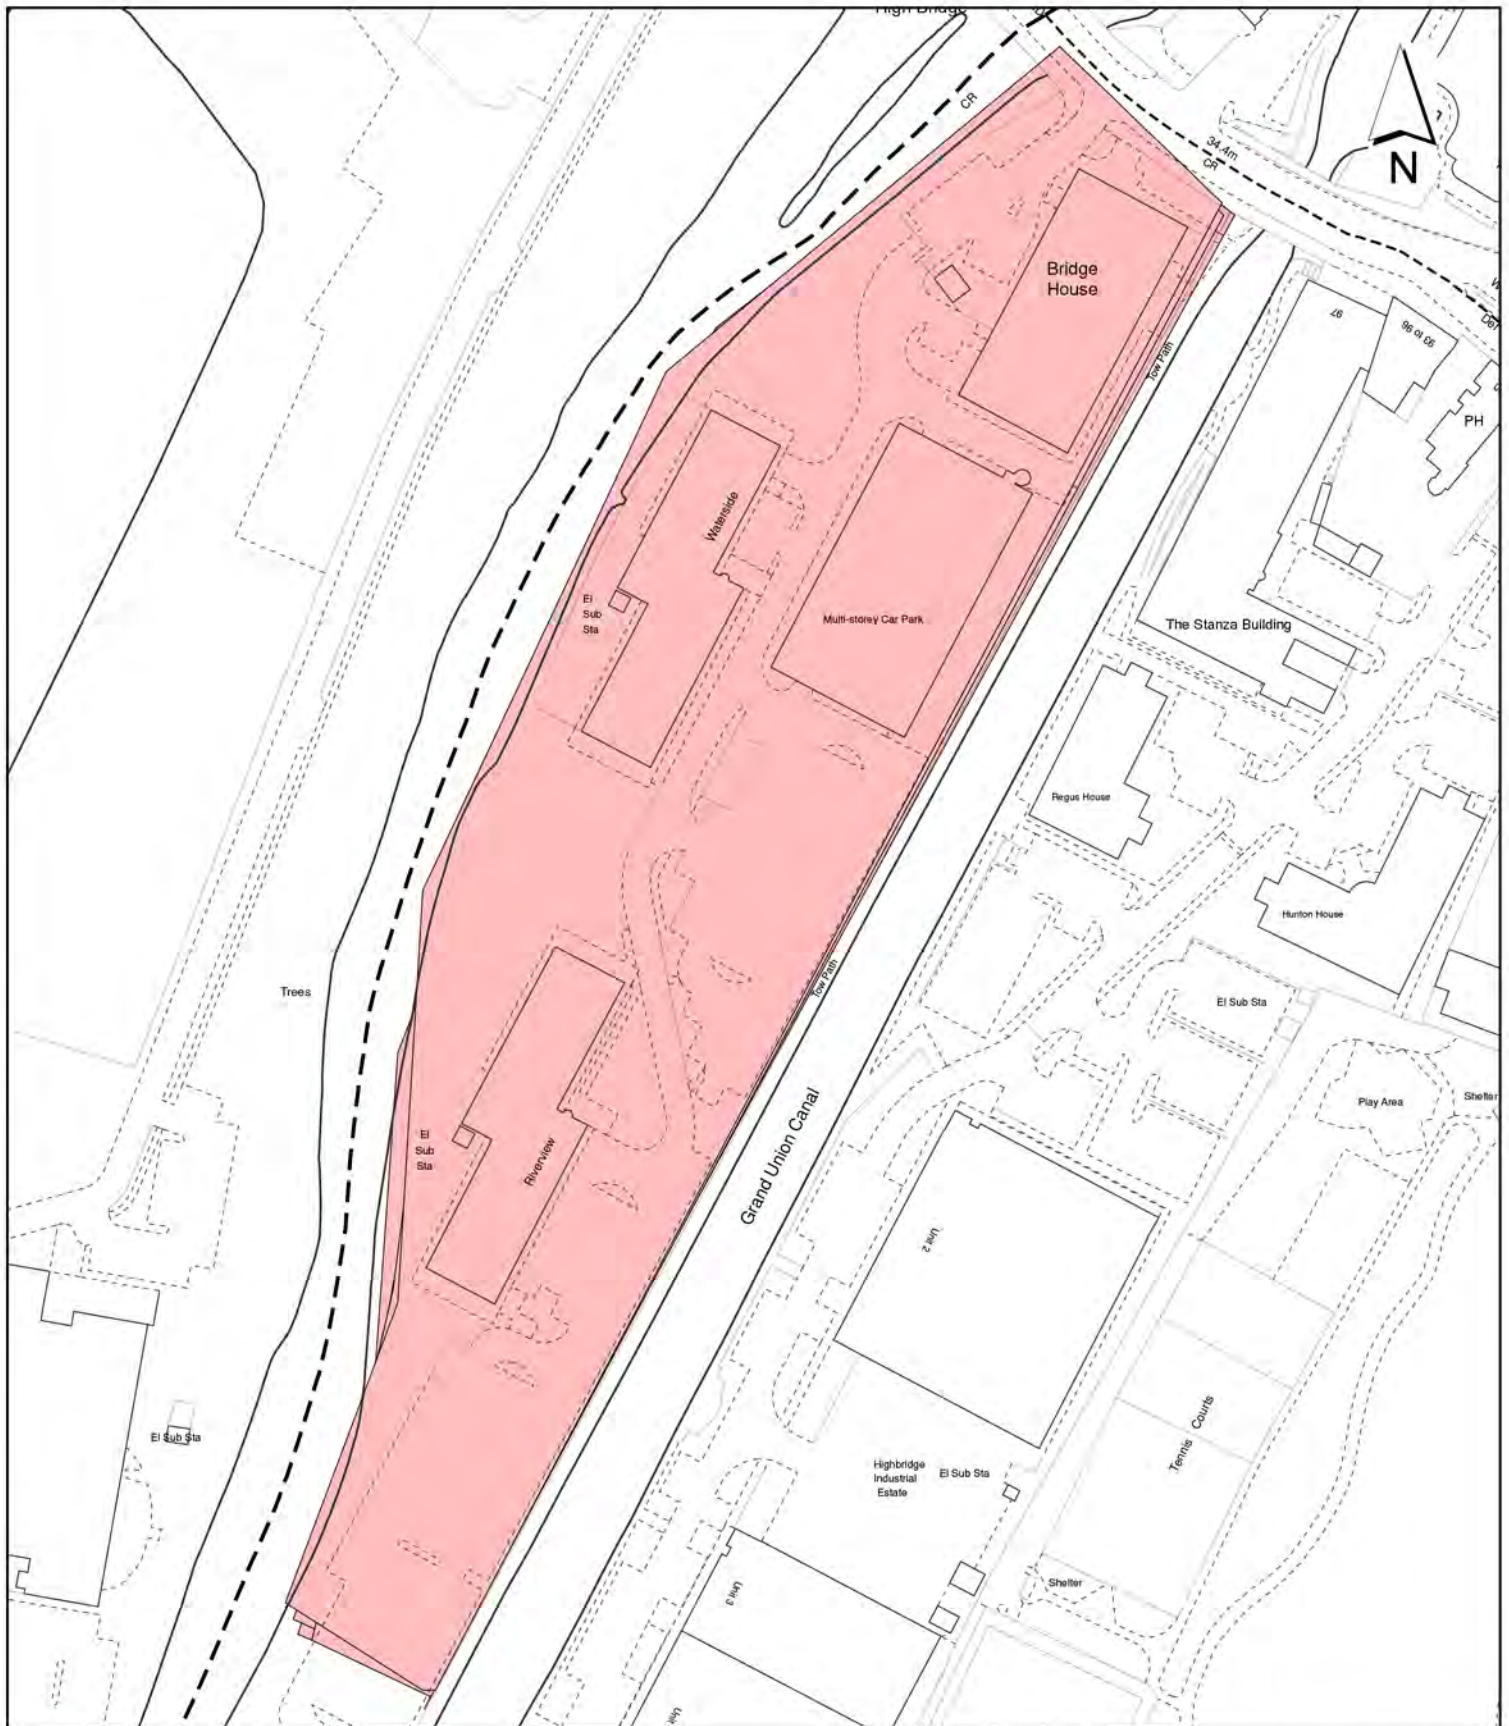 High Bridge
CR
34.4m
CR
N
Bridge
House
Tow Path
97
93 to 96
Def
PH
Waterside
El
Sub
Sta
Multi-storey Car Park
The Stanza Building
Regus House
Hunton House
Trees
Tow Path
El Sub Sta
Grand Union Canal
Play Area
Shelter
El
Sub
Sta
Riverview
Unit 2
Tennis Courts
El Sub Sta
Highbridge
Industrial
Estate
El Sub Sta
Shelter
Unit 3
Unit